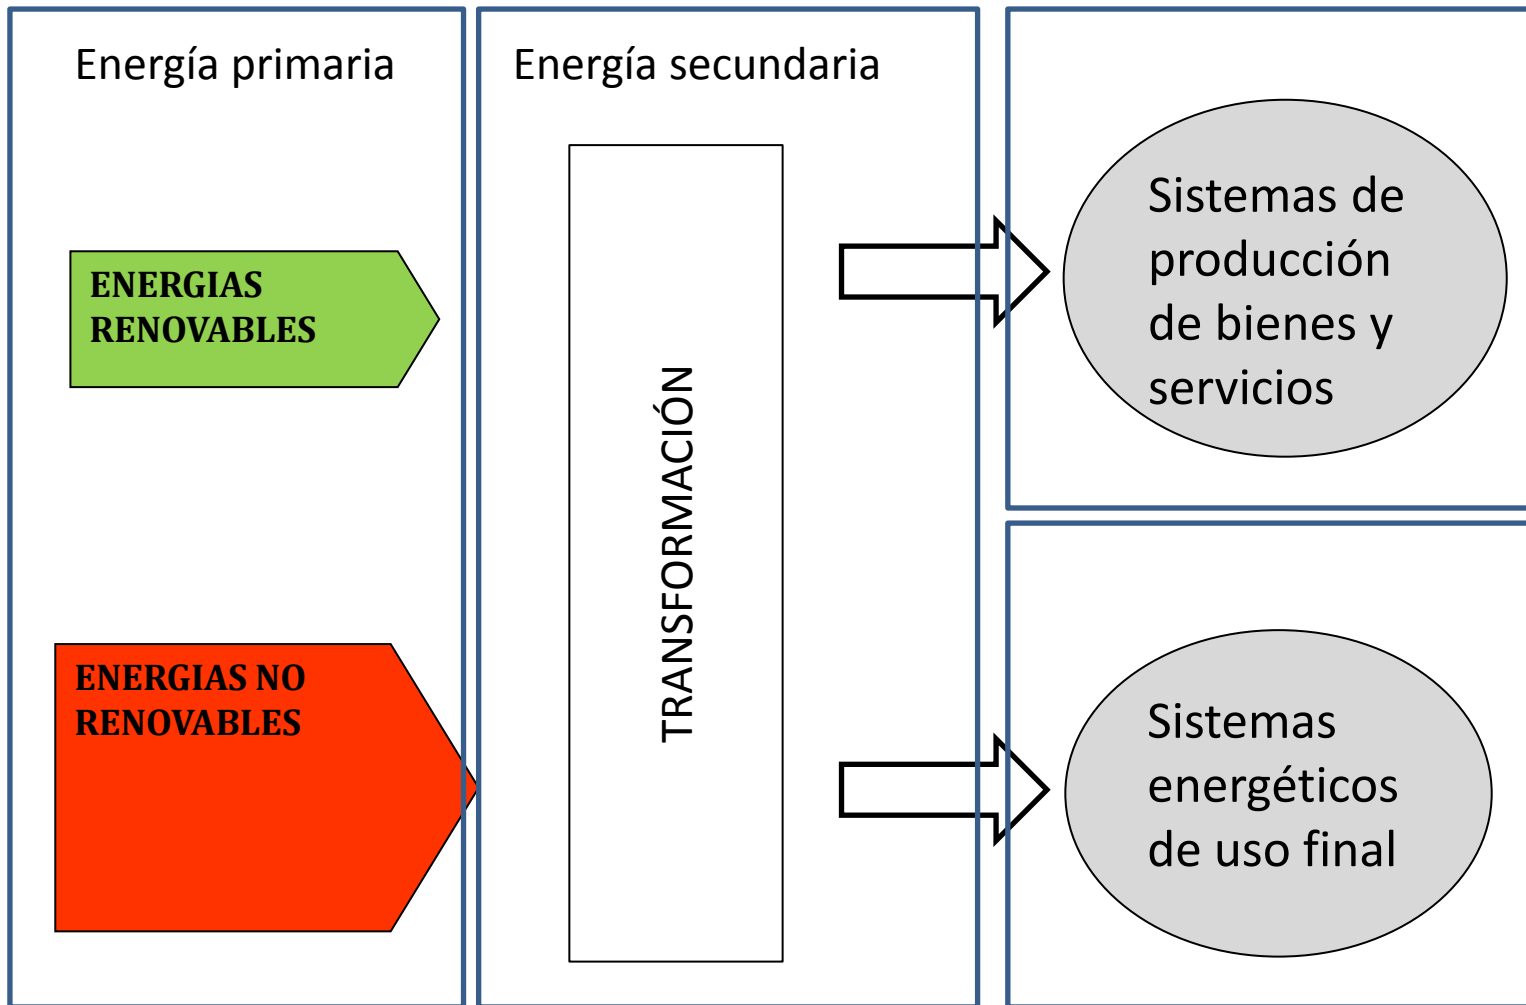 Energía primaria
Energía secundaria
ENERGIAS
RENOVABLES
ENERGIAS NO
RENOVABLES
TRANSFORMACIÓN
Sistemas de
producción
de bienes y
servicios
Sistemas
energéticos
de uso final